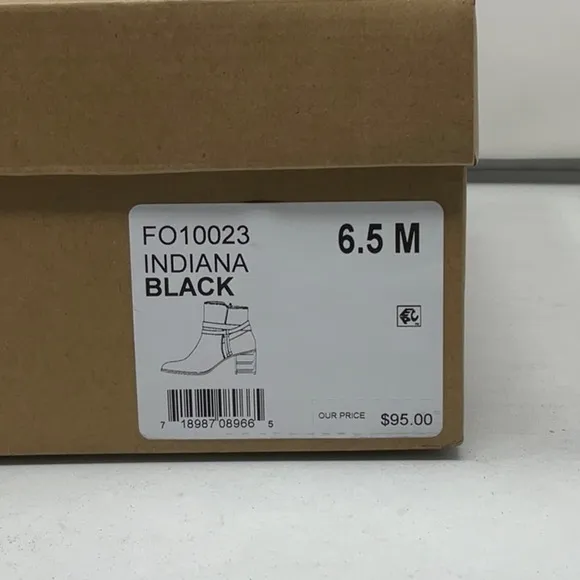 FO10023
6.5 M
INDIANA
BLACK
7 18987 08966 5
OUR PRICE $95.00